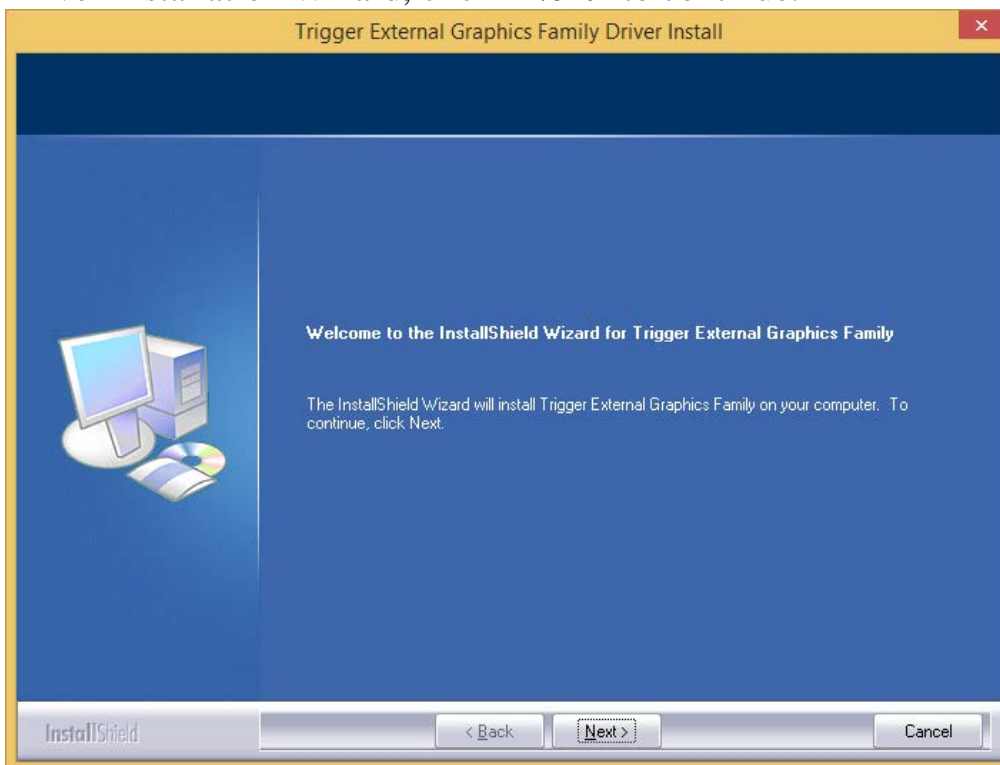 Trigger External Graphics Family Driver Install
Welcome to the InstallShield Wizard for Trigger External Graphics Family
The InstallShield Wizard will install Trigger External Graphics Family on your computer. To
continue, click Next.
InstallShield
< Back
Next >
Cancel